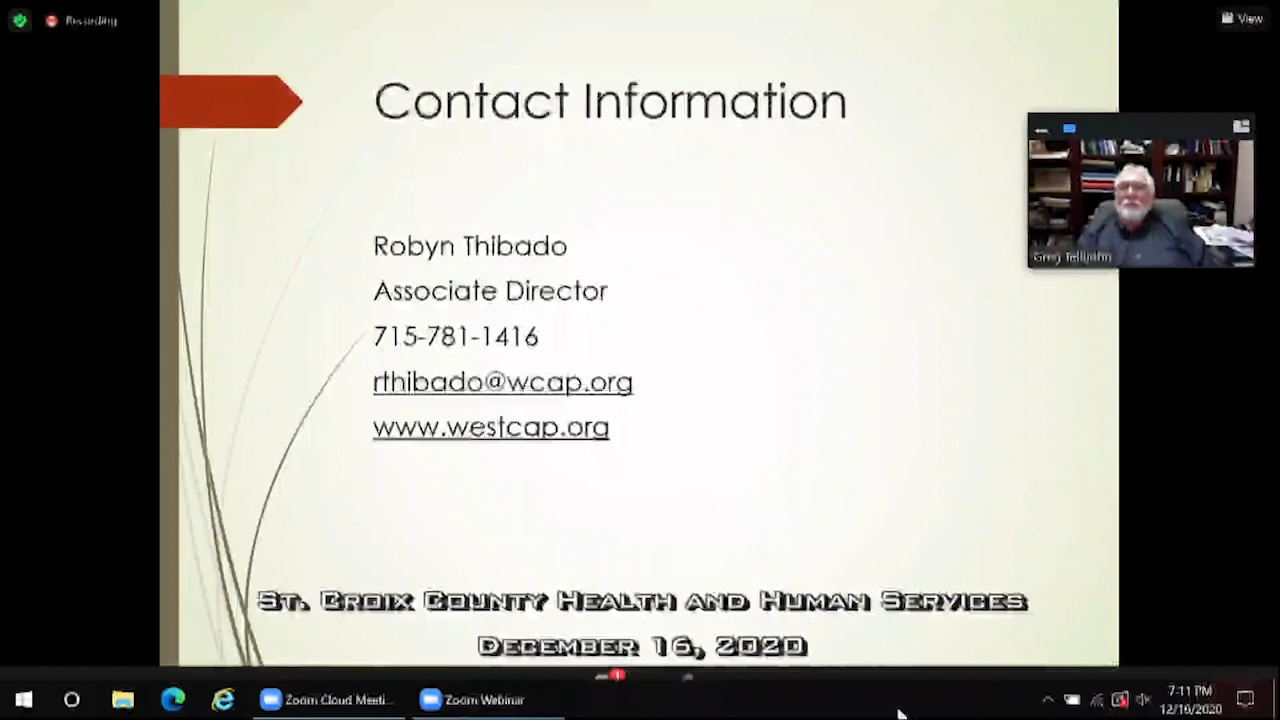 Recording
View
Contact Information
Robyn Thibado
Associate Director
715-781-1416
rthibado@wcap.org
www.westcap.org
Greg Tellijohn
St. Croix County Health and Human Services
December 16, 2020
Zoom Cloud Meeti...
Zoom Webinar
7:11 PM
12/16/2020